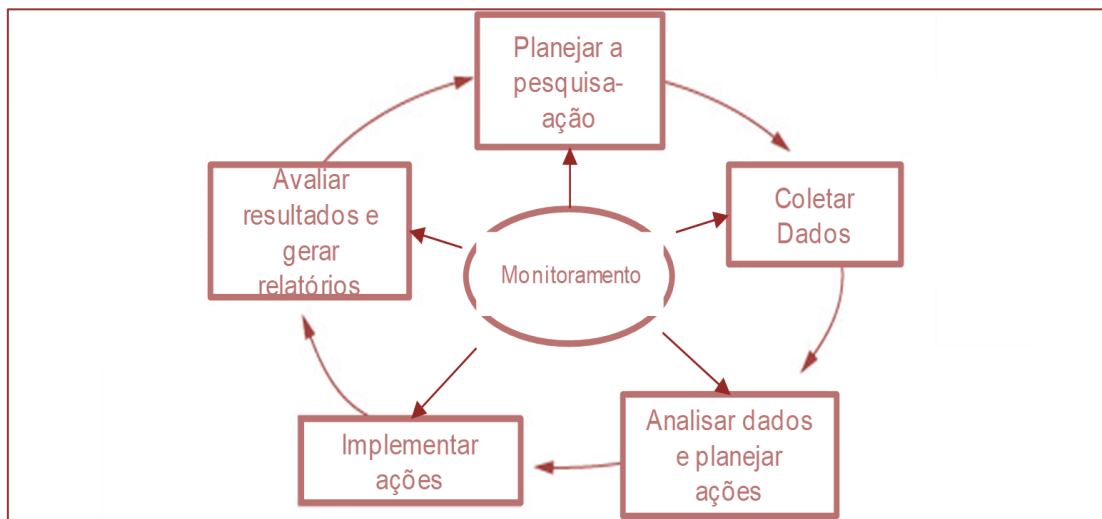 Planejar a
pesquisa-
ação
Coletar
Dados
Analisar dados
e planejar
ações
Implementar
ações
Avaliar
resultados e
gerar
relatórios
Monitoramento